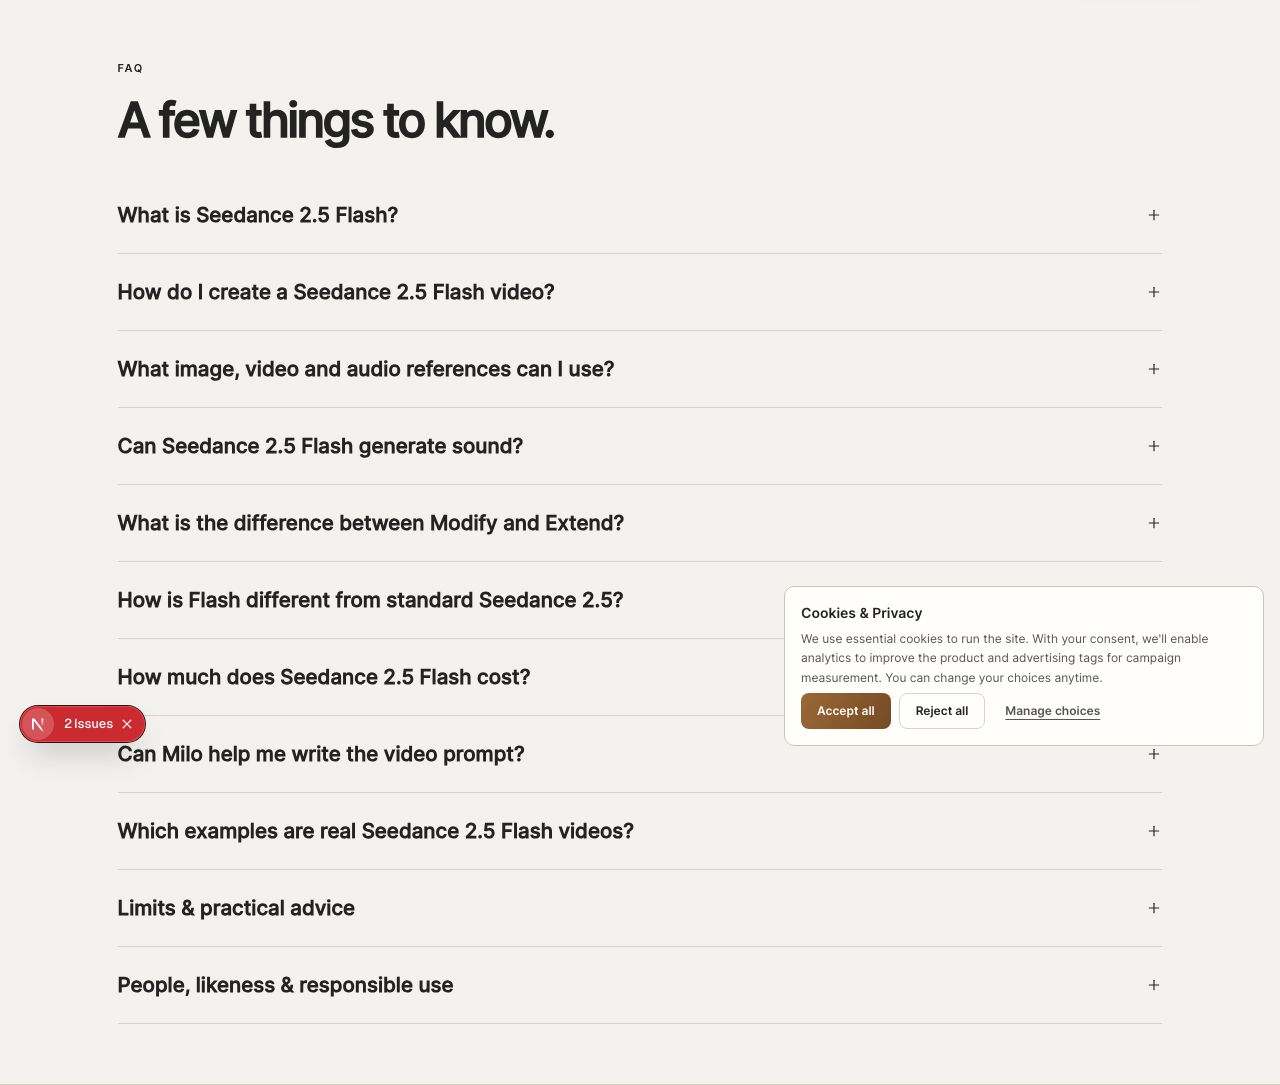 FAQ
A few things to know.
What is Seedance 2.5 Flash?
How do I create a Seedance 2.5 Flash video?
What image, video and audio references can I use?
Can Seedance 2.5 Flash generate sound?
What is the difference between Modify and Extend?
How is Flash different from standard Seedance 2.5?
How much does Seedance 2.5 Flash cost?
Can Milo help me write the video prompt?
Which examples are real Seedance 2.5 Flash videos?
Limits & practical advice
People, likeness & responsible use
Cookies & Privacy
We use essential cookies to run the site. With your consent, we'll enable
analytics to improve the product and advertising tags for campaign
measurement. You can change your choices anytime.
Accept all
Reject all
Manage choices
N
2 Issues